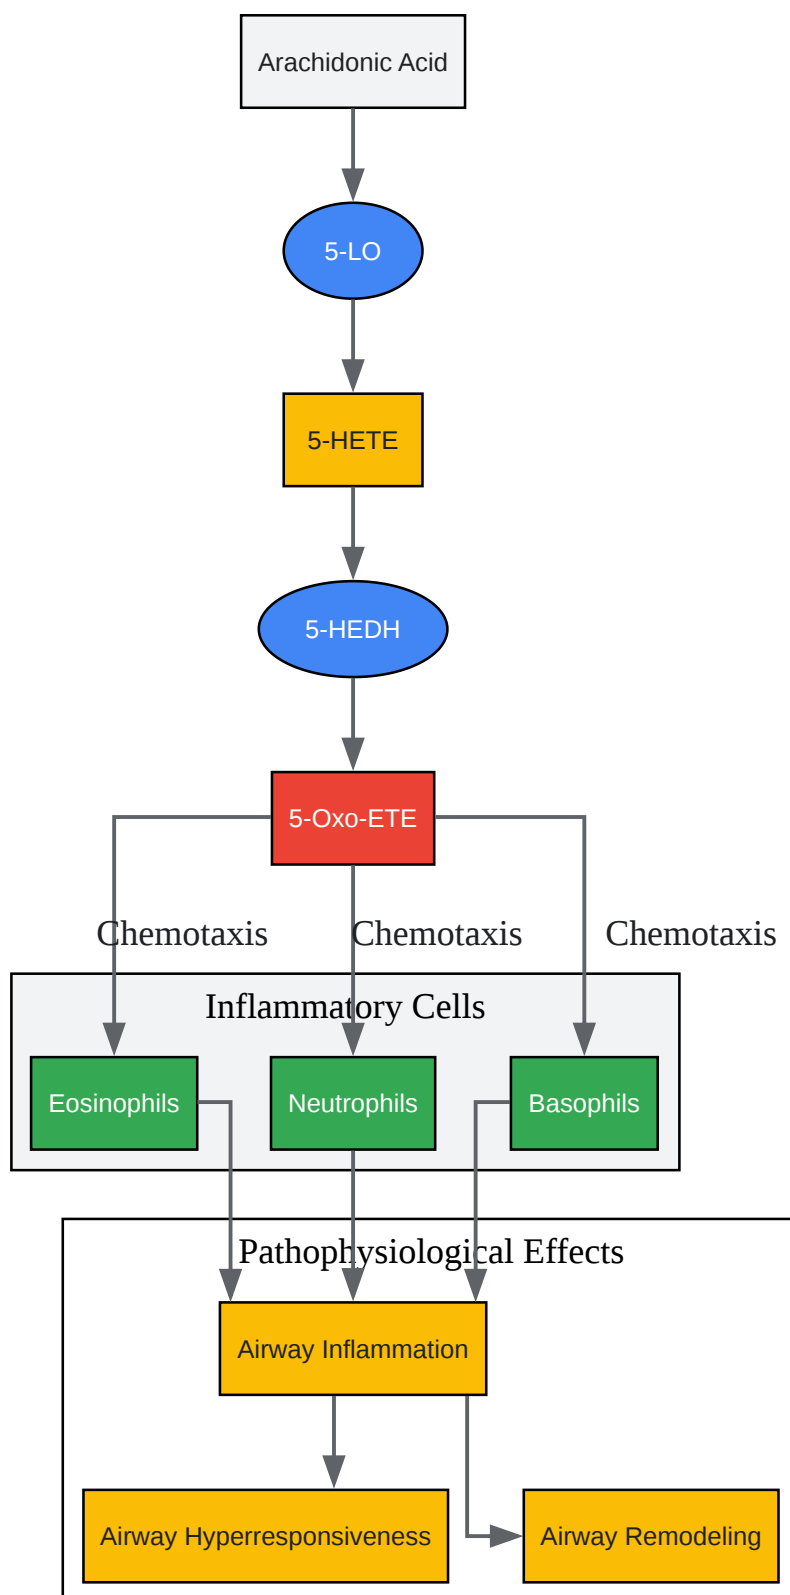 Arachidonic Acid
5-LO
5-HETE
5-HEDH
5-Oxo-ETE
Chemotaxis
Chemotaxis
Chemotaxis
Inflammatory Cells
Eosinophils
Neutrophils
Basophils
Pathophysiological Effects
Airway Inflammation
Airway Hyperresponsiveness
Airway Remodeling